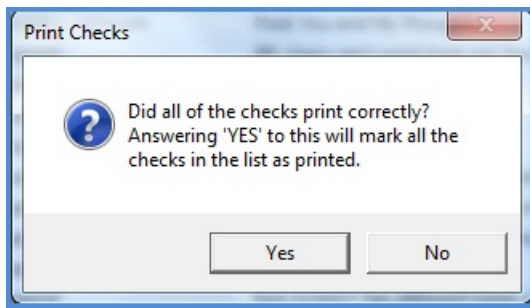 Print Checks
Did all of the checks print correctly?
Answering 'YES' to this will mark all the
checks in the list as printed.
Yes
No